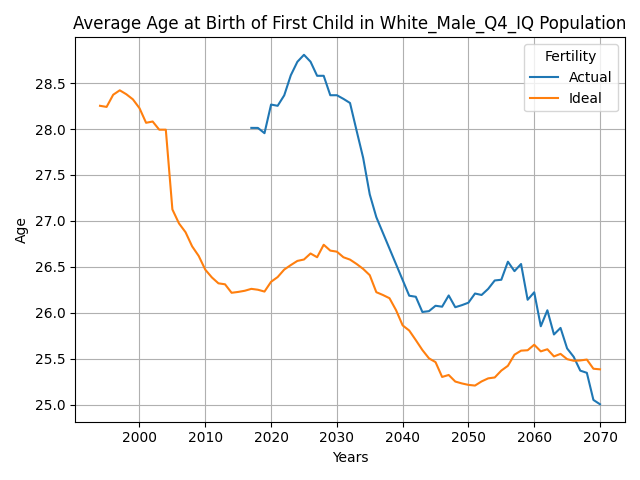 Average Age at Birth of First Child in White_Male_Q4_IQ Population
Fertility
Actual
Ideal
28.5
28.0
27.5
27.0
26.5
26.0
25.5
25.0
Age
2000 2010 2020 2030 2040 2050 2060 2070
Years